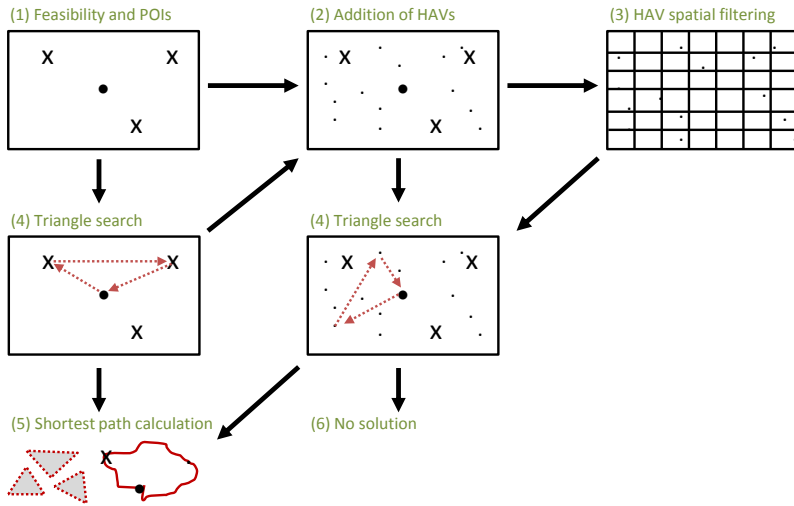 (1) Feasibility and POIs
(2) Addition of HAVs
(3) HAV spatial filtering
X
X
X
X
X
X
(4) Triangle search
(4) Triangle search
X
X
X
X
X
X
(5) Shortest path calculation
(6) No solution
X